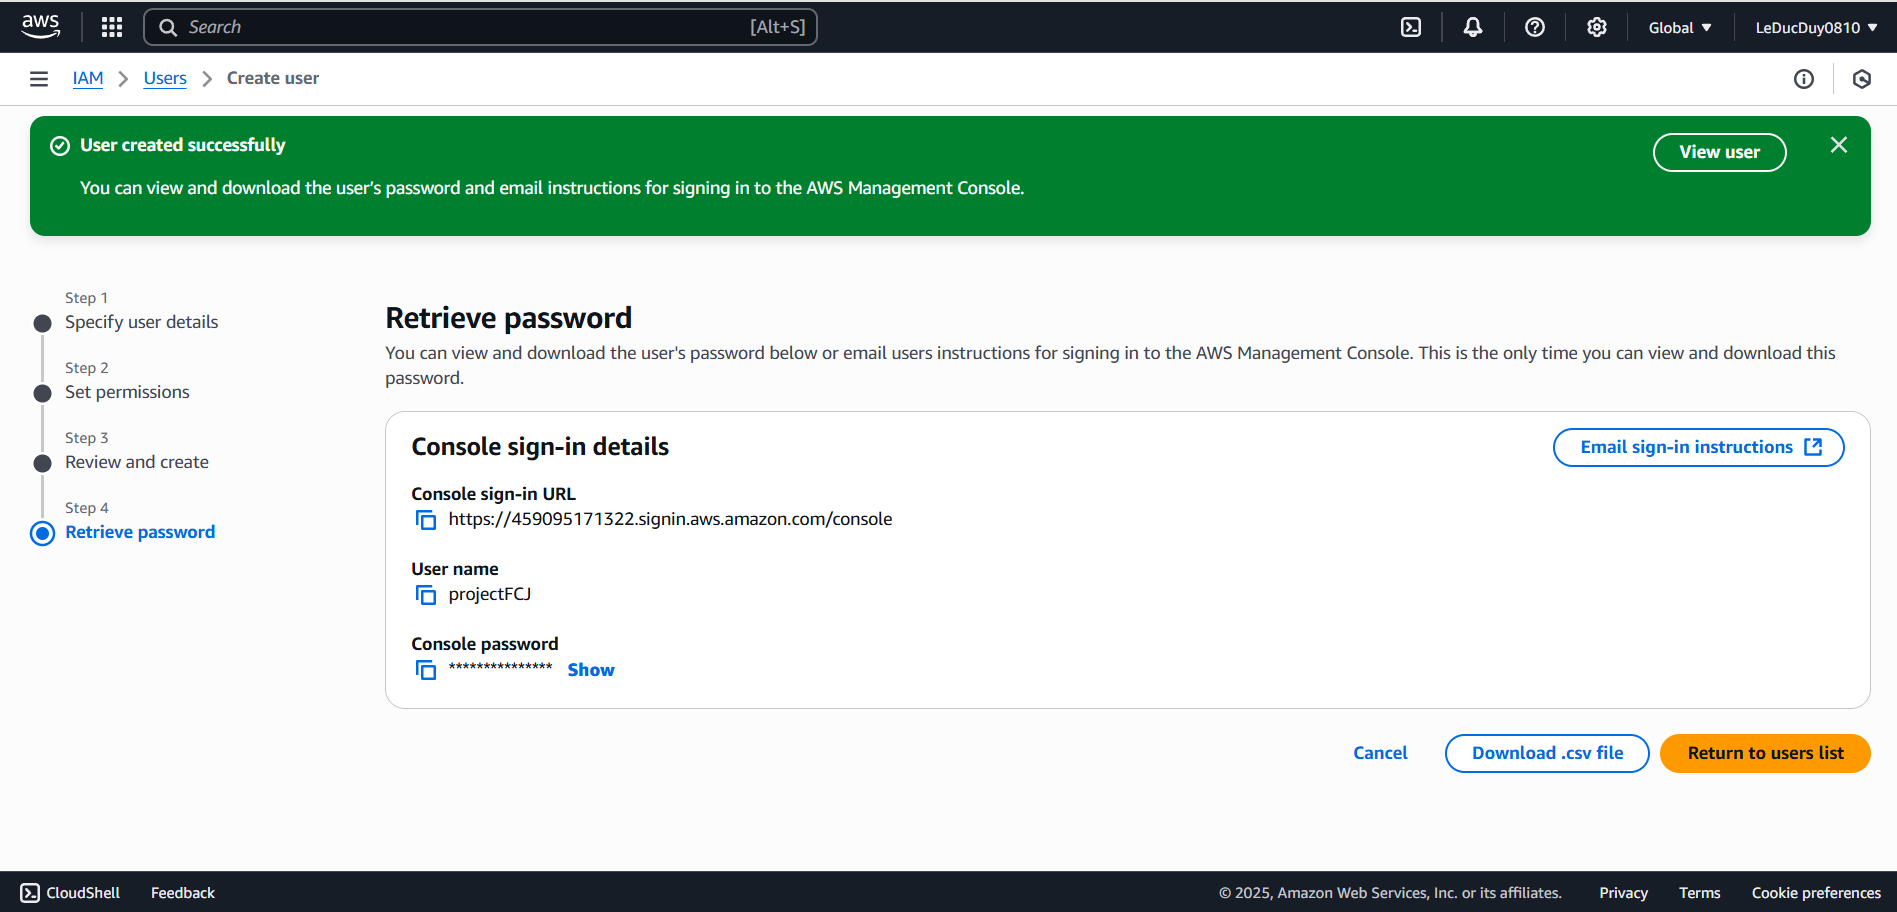 aws
Search [Alt+S]
Global
LeDucDuy0810
IAM
Users
Create user
User created successfully
View user
You can view and download the user's password and email instructions for signing in to the AWS Management Console.
Step 1
Specify user details
Step 2
Set permissions
Step 3
Review and create
Step 4
Retrieve password
Retrieve password
You can view and download the user's password below or email users instructions for signing in to the AWS Management Console. This is the only time you can view and download this
password.
Console sign-in details
Email sign-in instructions
Console sign-in URL
https://459095171322.signin.aws.amazon.com/console
User name
projectFCJ
Console password
*************** Show
Cancel
Download .csv file
Return to users list
CloudShell
Feedback
© 2025, Amazon Web Services, Inc. or its affiliates.
Privacy
Terms
Cookie preferences